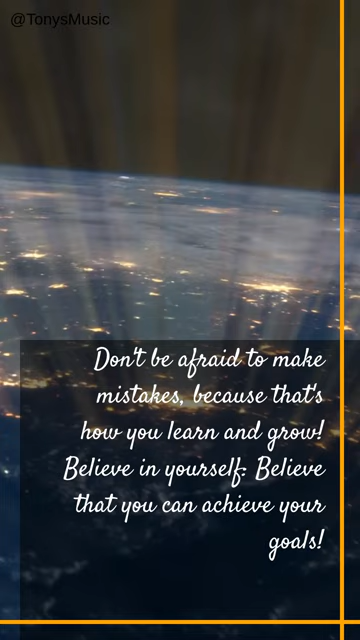 @TonysMusic
Don't be afraid to make
mistakes, because that's
how you learn and grow!
Believe in yourself. Believe
that you can achieve your
goals!